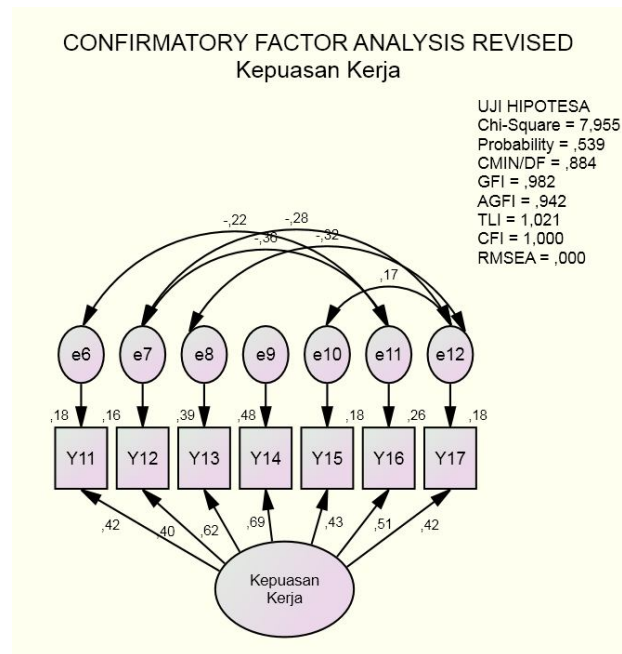 CONFIRMATORY FACTOR ANALYSIS REVISED
Kepuasan Kerja
UJI HIPOTESA
Chi-Square = 7,955
Probability = ,539
CMIN/DF = ,884
GFI = ,982
AGFI = ,942
TLI = 1,021
CFI = 1,000
RMSEA = ,000
-,22
-,28
-,36
-,32
,17
e6 e7 e8 e9 e10 e11 e12
,18 ,16 ,39 ,48 ,18 ,26 ,18
Y11 Y12 Y13 Y14 Y15 Y16 Y17
,42 ,40 ,62 ,69 ,43 ,51 ,42
Kepuasan
Kerja